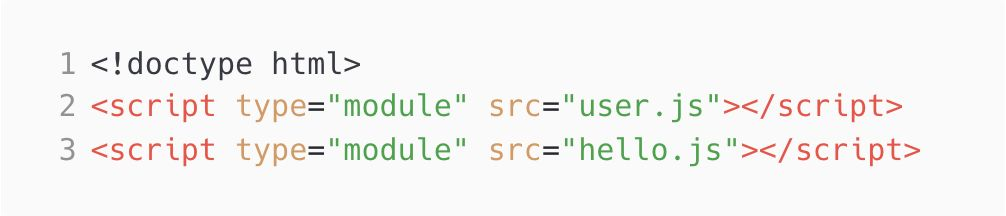 1 <!doctype html>
2 <script type="module" src="user.js"></script>
3 <script type="module" src="hello.js"></script>